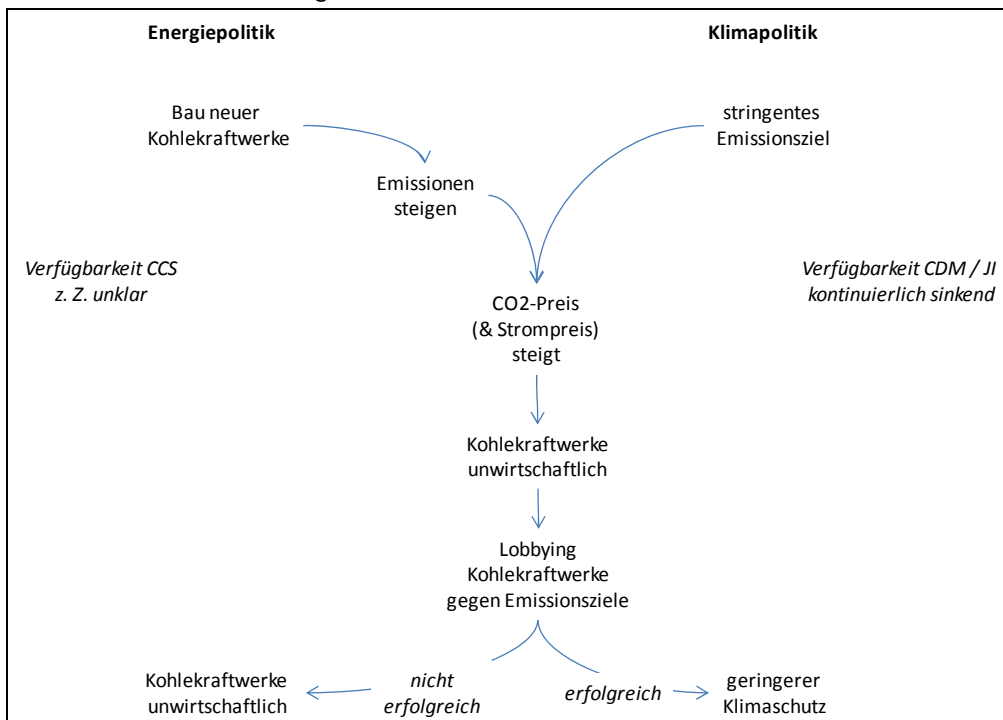 Energiepolitik
Klimapolitik
Bau neuer
Kohlekraftwerke
stringentes
Emissionsziel
Emissionen
steigen
Verfügbarkeit CCS
z. Z. unklar
Verfügbarkeit CDM / JI
kontinuierlich sinkend
CO2-Preis
(& Strompreis)
steigt
Kohlekraftwerke
unwirtschaftlich
Lobbying
Kohlekraftwerke
gegen Emissionsziele
Kohlekraftwerke
unwirtschaftlich
nicht
erfolgreich
erfolgreich
geringerer
Klimaschutz